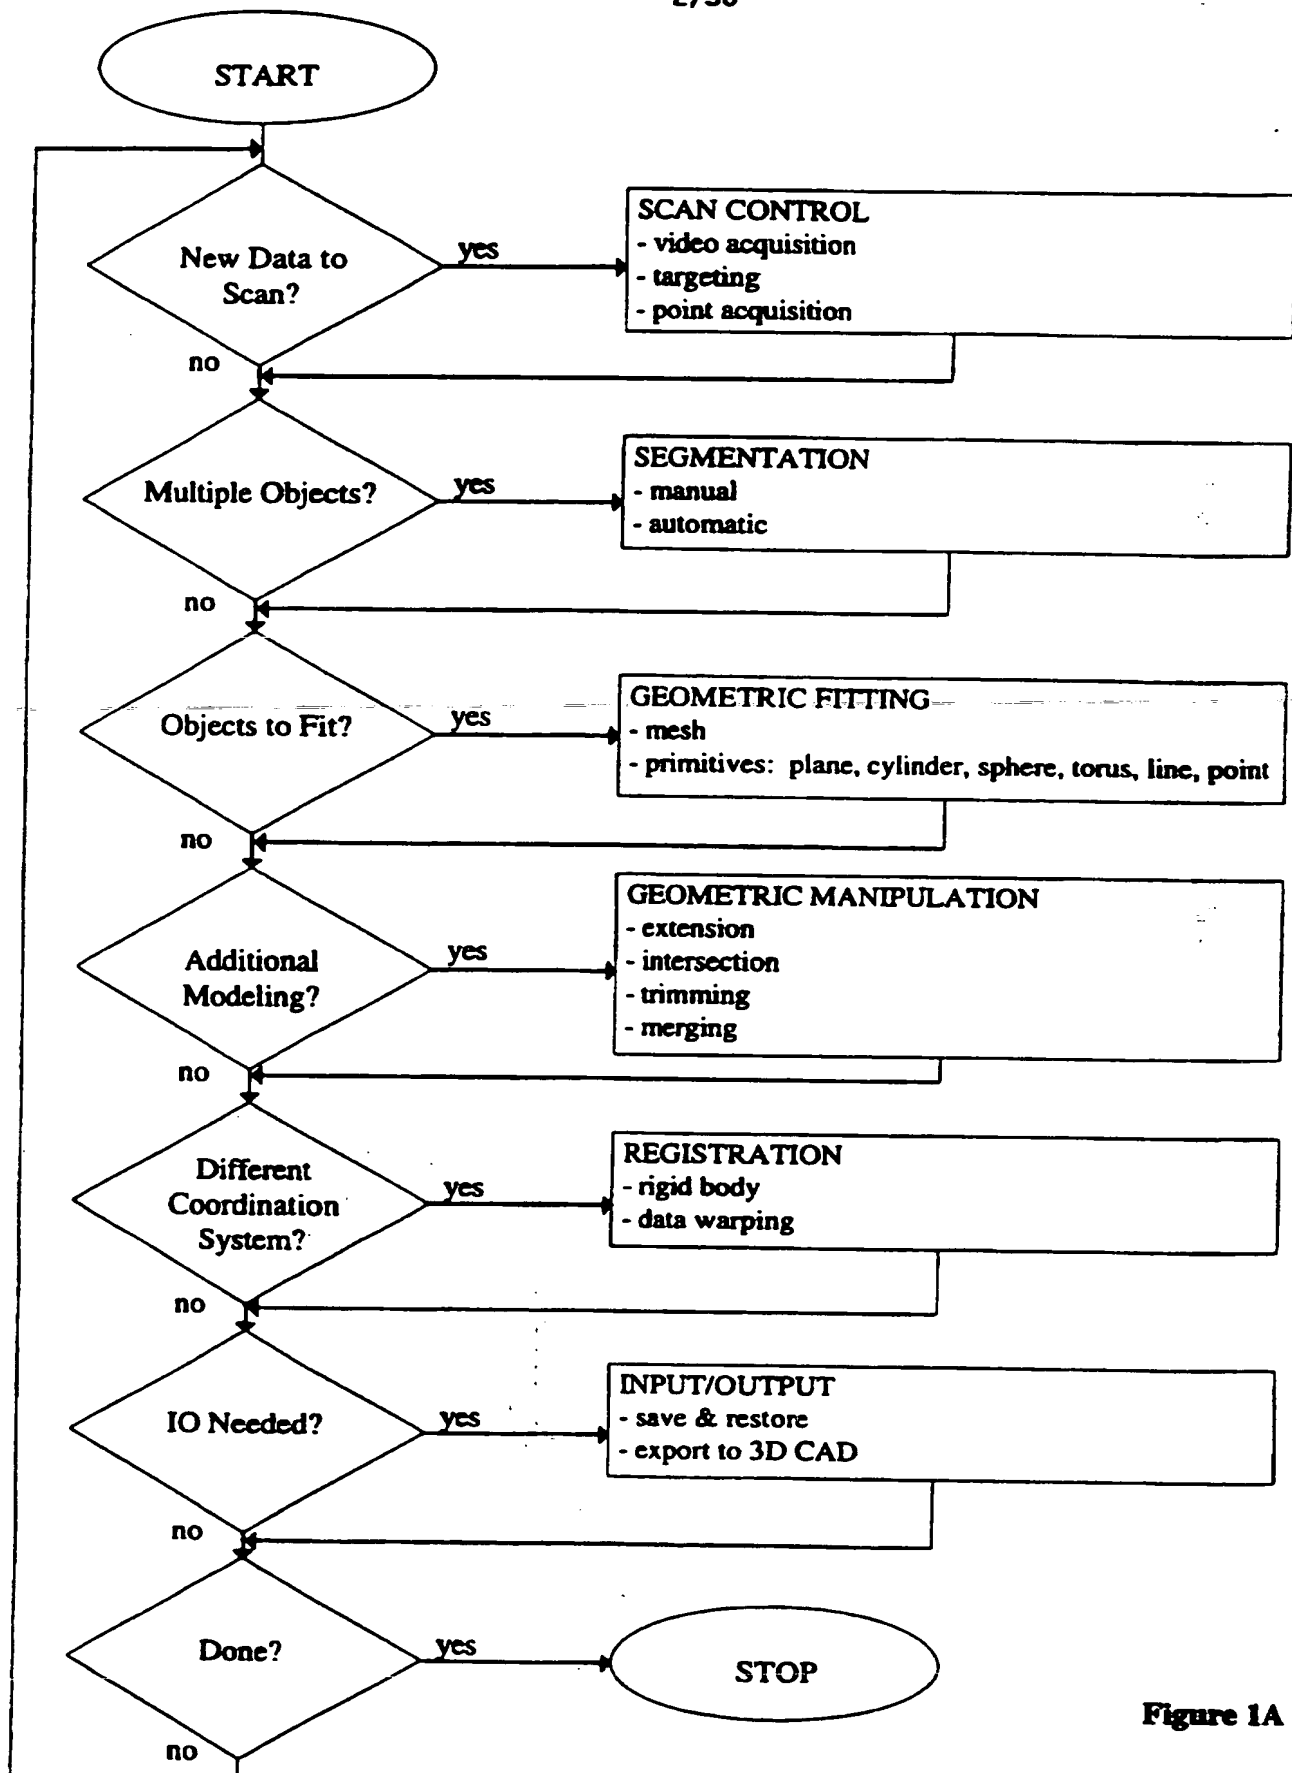 START
New Data to
Scan?
yes
no
SCAN CONTROL
- video acquisition
- targeting
- point acquisition
Multiple Objects?
yes
no
SEGMENTATION
- manual
- automatic
Objects to Fit?
yes
no
GEOMETRIC FITTING
- mesh
- primitives: plane, cylinder, sphere, torus, line, point
Additional
Modeling?
yes
no
GEOMETRIC MANIPULATION
- extension
- intersection
- trimming
- merging
Different
Coordination
System?
yes
no
REGISTRATION
- rigid body
- data warping
IO Needed?
yes
no
INPUT/OUTPUT
- save & restore
- export to 3D CAD
Done?
yes
no
STOP
Figure 1A